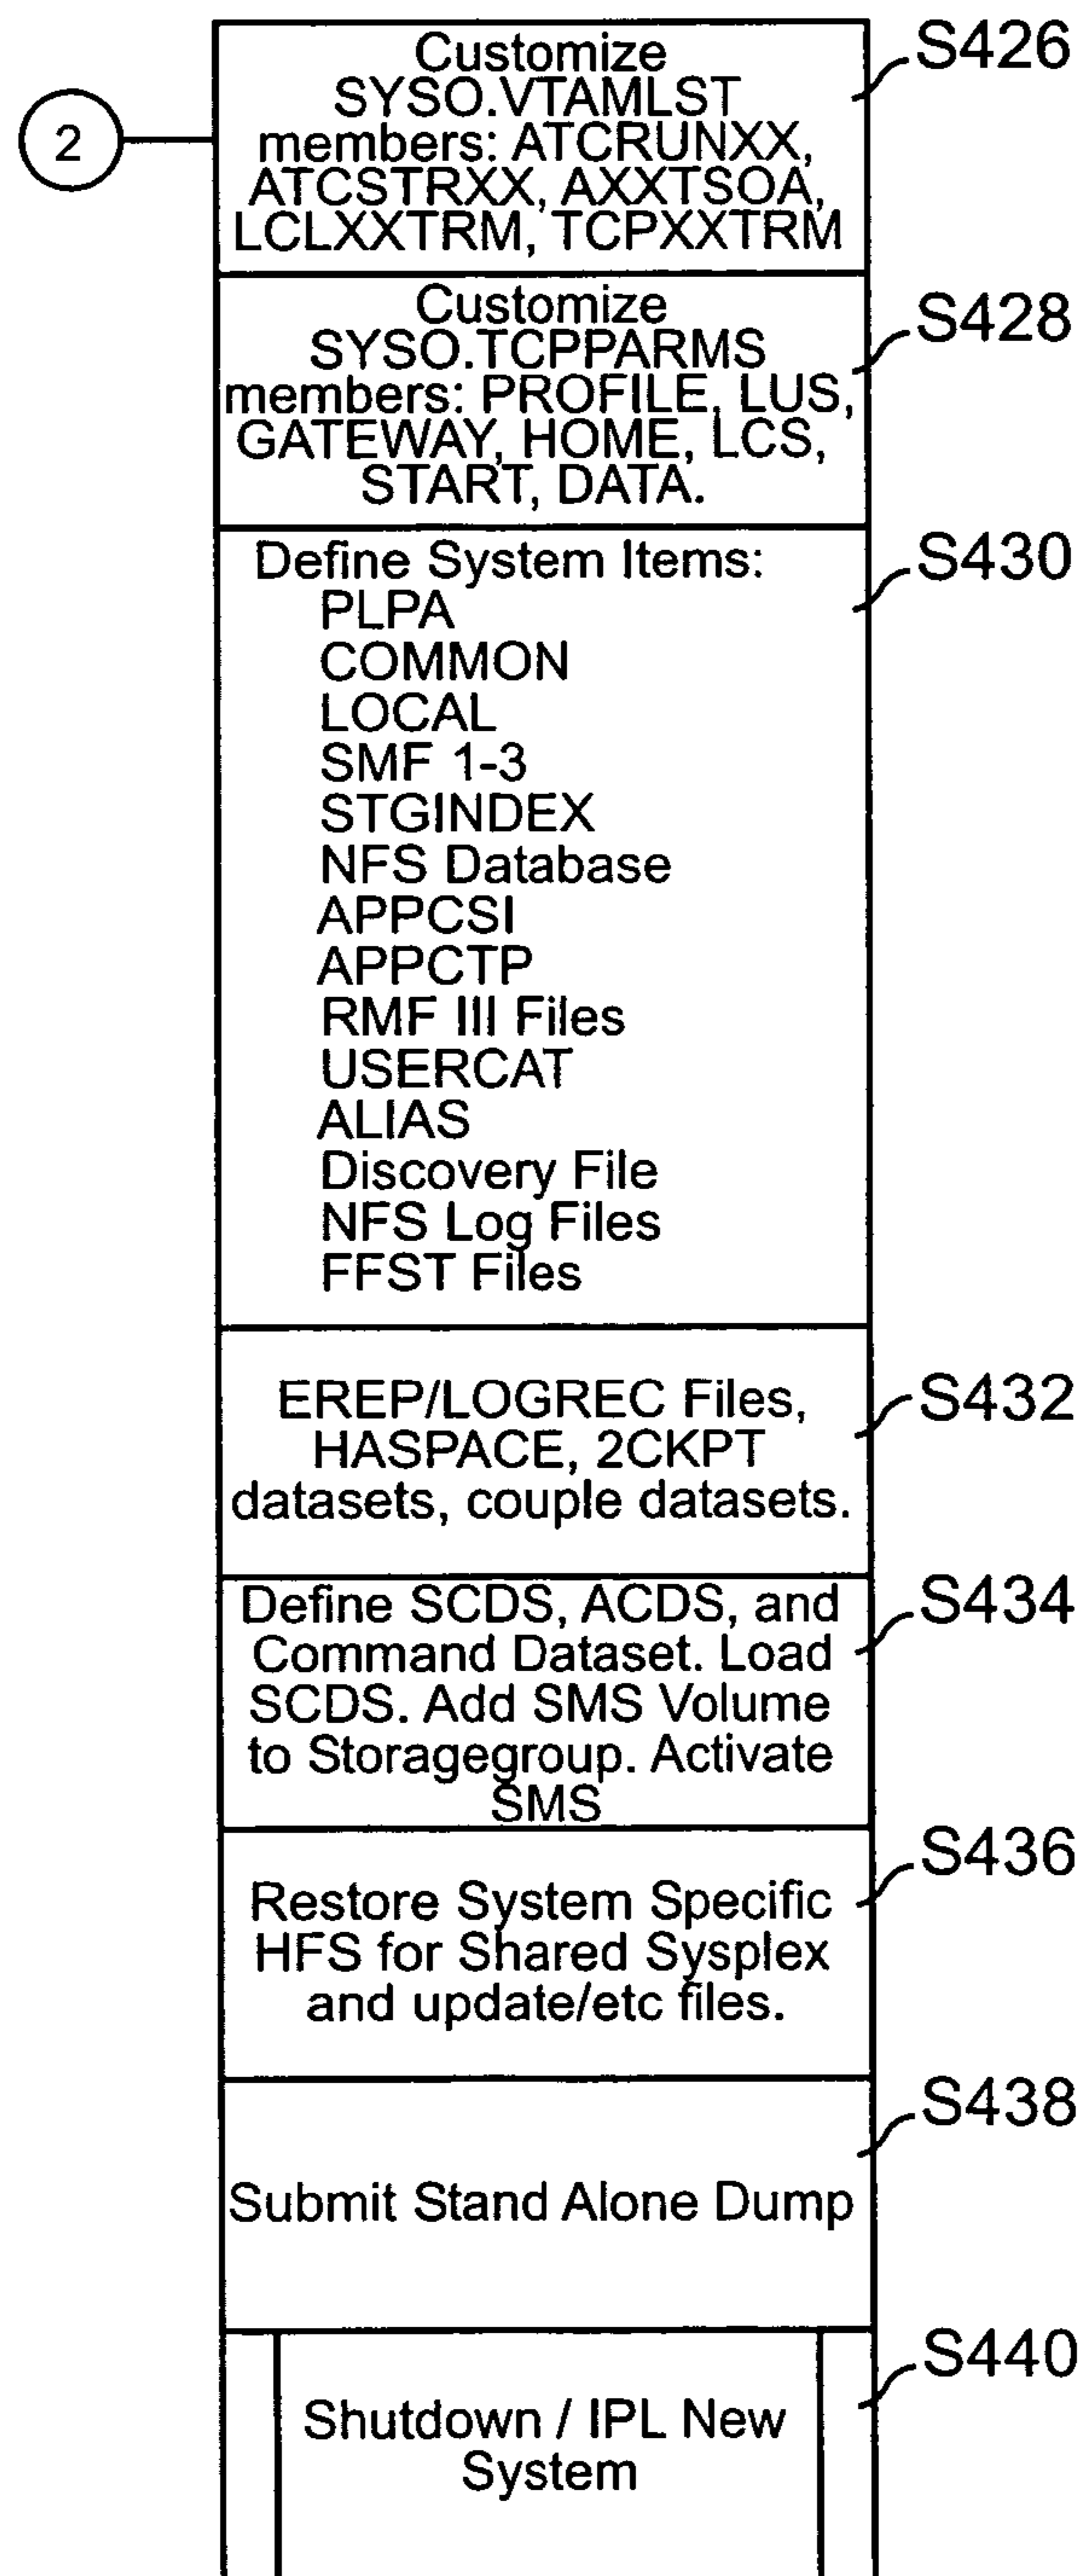 Customize
SYSO.VTAMLST
members: ATCRUNXX,
ATCSTRXX, AXXTSOA,
LCLXXTRM, TCPXXTRM
S426
2
Customize
SYSO.TCPPARMS
members: PROFILE, LUS,
GATEWAY, HOME, LCS,
START, DATA.
S428
Define System Items:
PLPA
COMMON
LOCAL
SMF 1-3
STGINDEX
NFS Database
APPCSI
APPCTP
RMF III Files
USERCAT
ALIAS
Discovery File
NFS Log Files
FFST Files
S430
EREP/LOGREC Files,
HASPACE, 2CKPT
datasets, couple datasets.
S432
Define SCDS, ACDS, and
Command Dataset. Load
SCDS. Add SMS Volume
to Storagegroup. Activate
SMS
S434
Restore System Specific
HFS for Shared Sysplex
and update/etc files.
S436
Submit Stand Alone Dump
S438
Shutdown / IPL New
System
S440